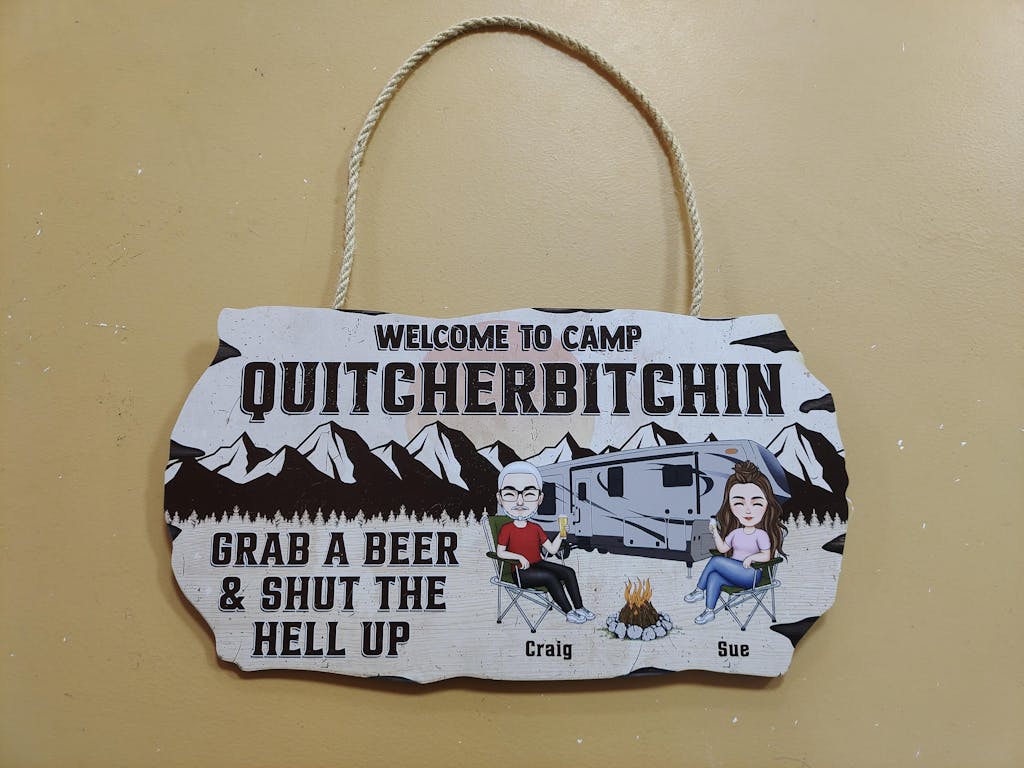 WELCOME TO CAMP
QUITCHERBITCHIN
GRAB A BEER
& SHUT THE
HELL UP
Craig
Sue